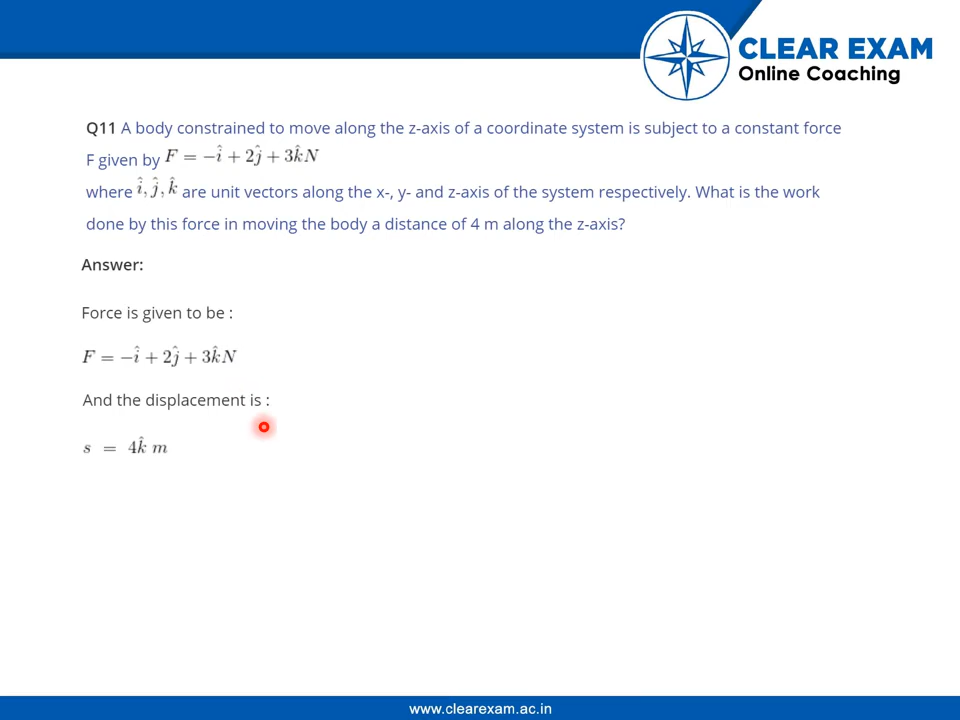 CLEAR EXAM
Online Coaching
Q11 A body constrained to move along the z-axis of a coordinate system is subject to a constant force
F given by F = −î + 2ĵ + 3k̂ N
where î, ĵ, k̂ are unit vectors along the x-, y- and z-axis of the system respectively. What is the work
done by this force in moving the body a distance of 4 m along the z-axis?
Answer:
Force is given to be :
F = −î + 2ĵ + 3k̂ N
And the displacement is :
s = 4k̂ m
www.clearexam.ac.in